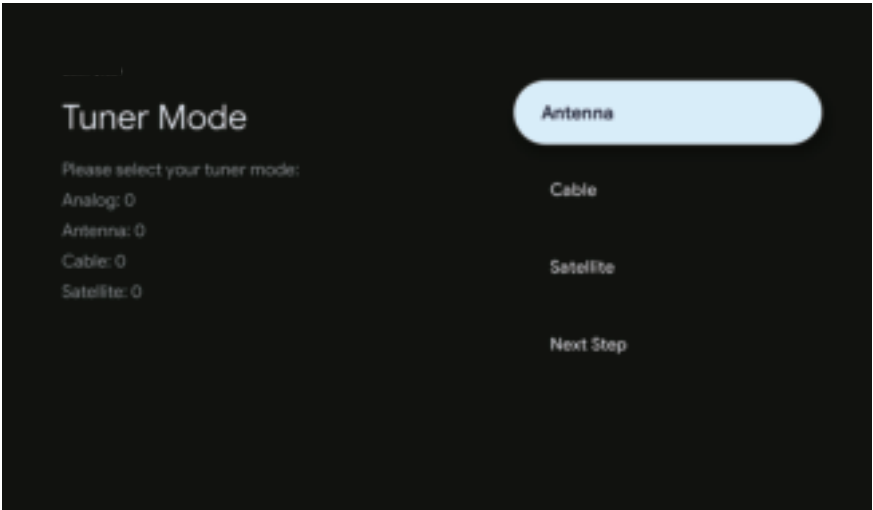 Tuner Mode
Please select your tuner mode:
Analog: 0
Antenna: 0
Cable: 0
Satellite: 0
Antenna
Cable
Satellite
Next Step